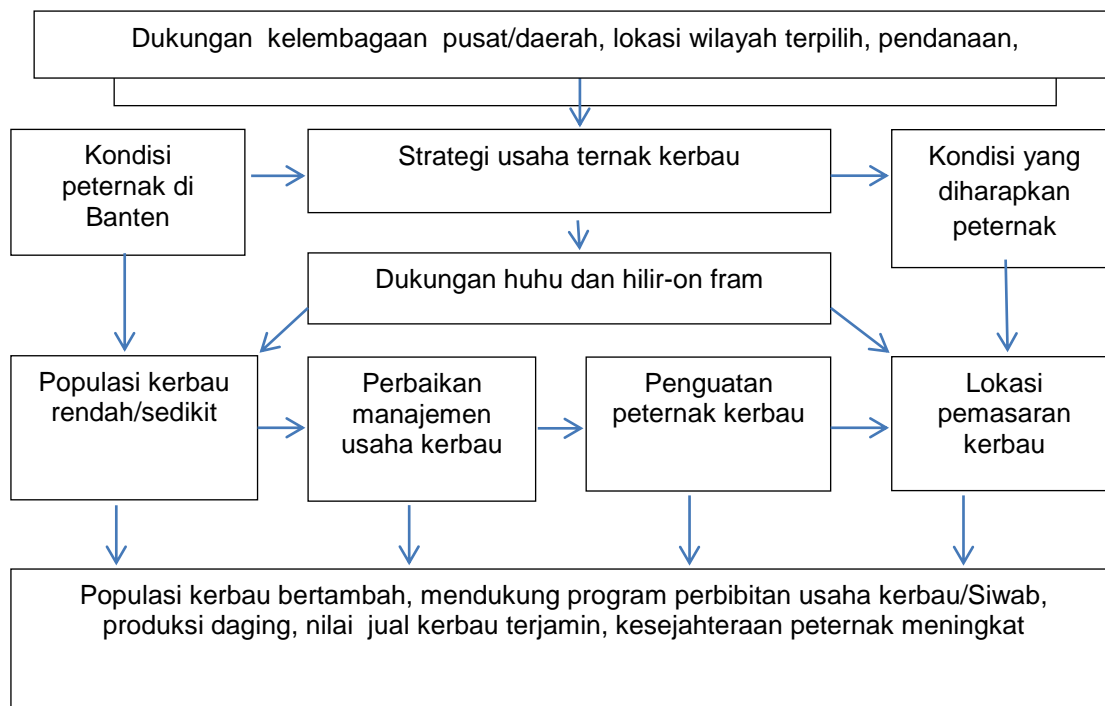 Dukungan kelembagaan pusat/daerah, lokasi wilayah terpilih, pendanaan,
Kondisi
peternak di
Banten
Strategi usaha ternak kerbau
Kondisi yang
diharapkan
peternak
Dukungan huhu dan hilir-on fram
Populasi kerbau
rendah/sedikit
Perbaikan
manajemen
usaha kerbau
Penguatan
peternak kerbau
Lokasi
pemasaran
kerbau
Populasi kerbau bertambah, mendukung program perbibitan usaha kerbau/Siwab,
produksi daging, nilai jual kerbau terjamin, kesejahteraan peternak meningkat